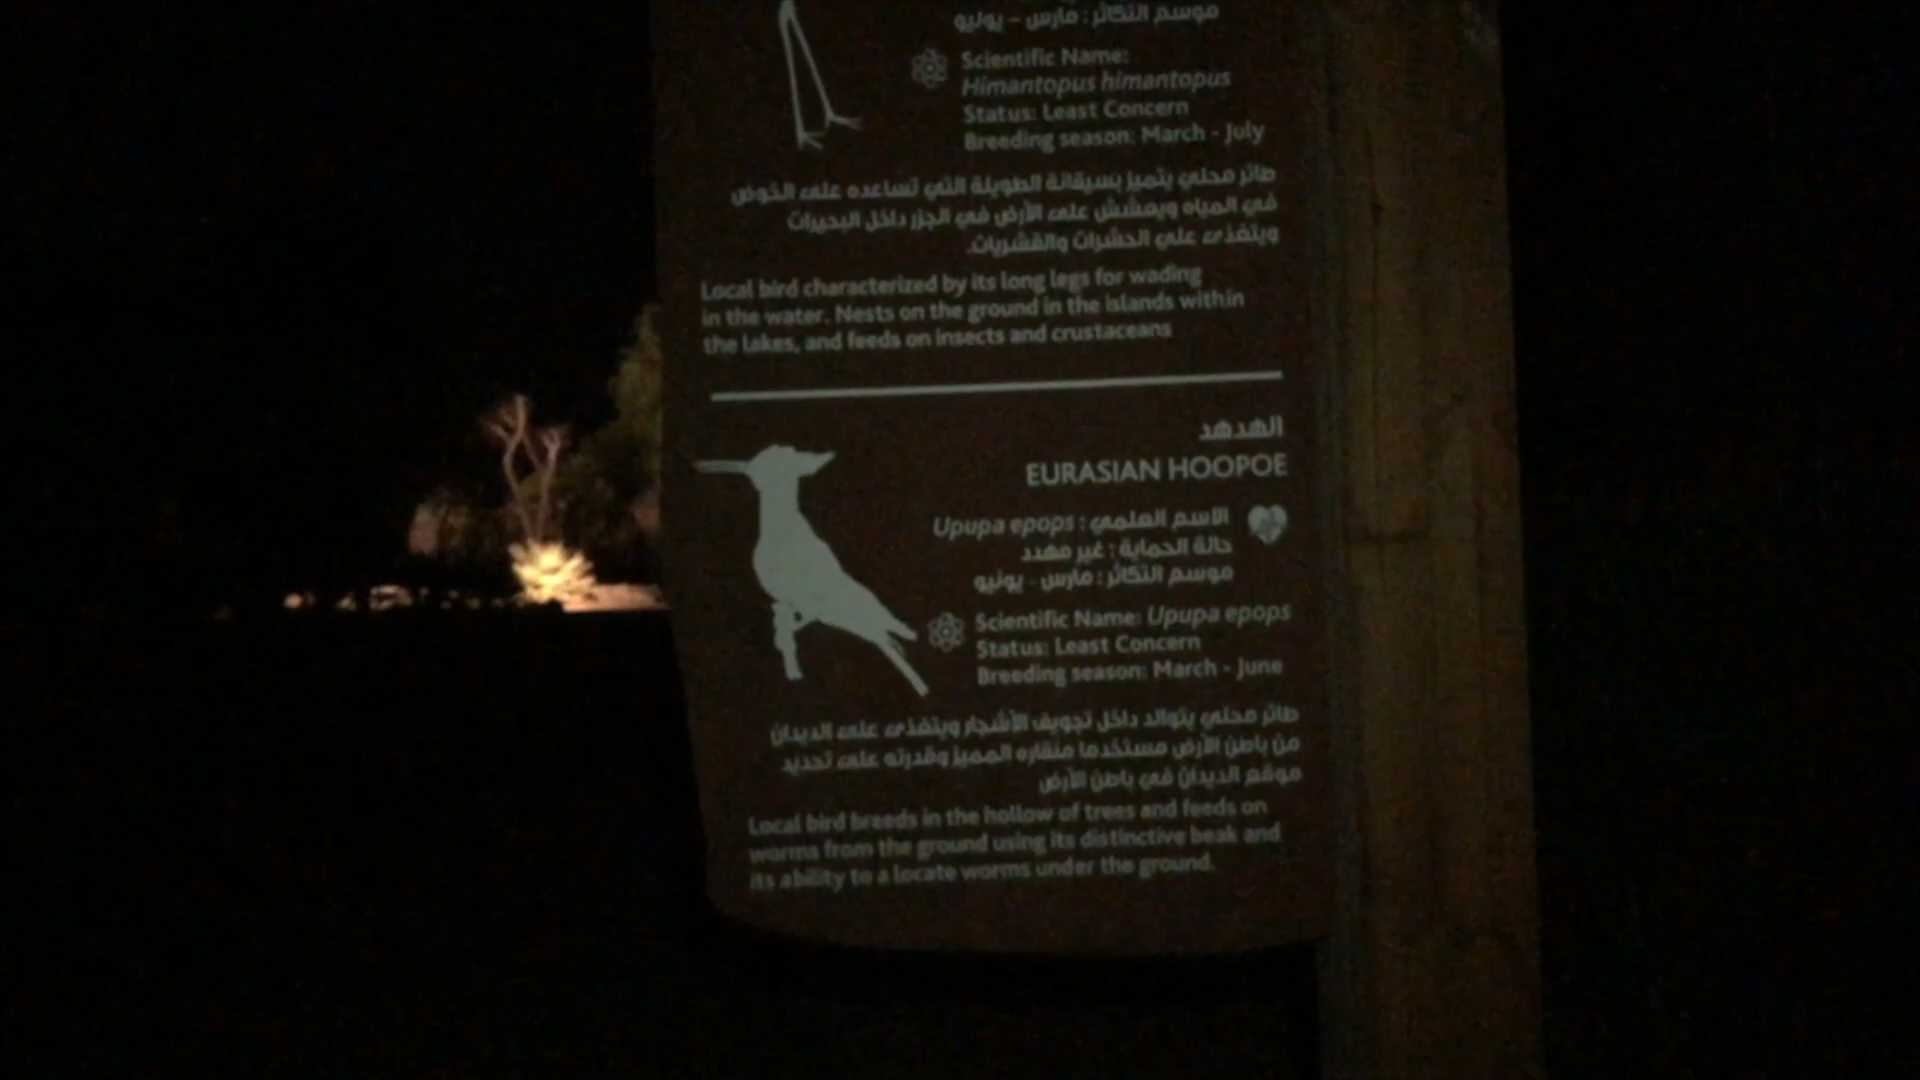 موسم التكاثر : مارس – يوليو
Scientific Name:
Himantopus himantopus
Status: Least Concern
Breeding season: March - July
طائر محلي يتميز بسيقانة الطويلة التي تساعده على الخوض
في المياه ويعشش على الأرض في الجزر داخل البحيرات
ويتغذى على الحشرات والقشريات.
Local bird characterized by its long legs for wading
in the water. Nests on the ground in the islands within
the lakes, and feeds on insects and crustaceans
الهدهد
EURASIAN HOOPOE
الاسم العلمي : Upupa epops
حالة الحماية : غير مهدد
موسم التكاثر : مارس - يونيو
Scientific Name: Upupa epops
Status: Least Concern
Breeding season: March - June
طائر محلي يتوالد داخل تجويف الأشجار ويتغذى على الديدان
من باطن الأرض مستخدما منقاره المميز وقدرته على تحديد
موقع الديدان في باطن الأرض
Local bird breeds in the hollow of trees and feeds on
worms from the ground using its distinctive beak and
its ability to a locate worms under the ground.